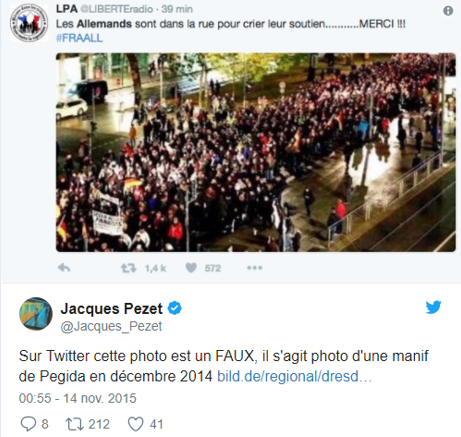 LPA @LIBERTEradio · 39 min
Les Allemands sont dans la rue pour crier leur soutien...........MERCI !!!
#FRAALL
1,4 k 572
Jacques Pezet
@Jacques_Pezet
Sur Twitter cette photo est un FAUX, il s'agit photo d'une manif
de Pegida en décembre 2014 bild.de/regional/dresd…
00:55 - 14 nov. 2015
8 212 41